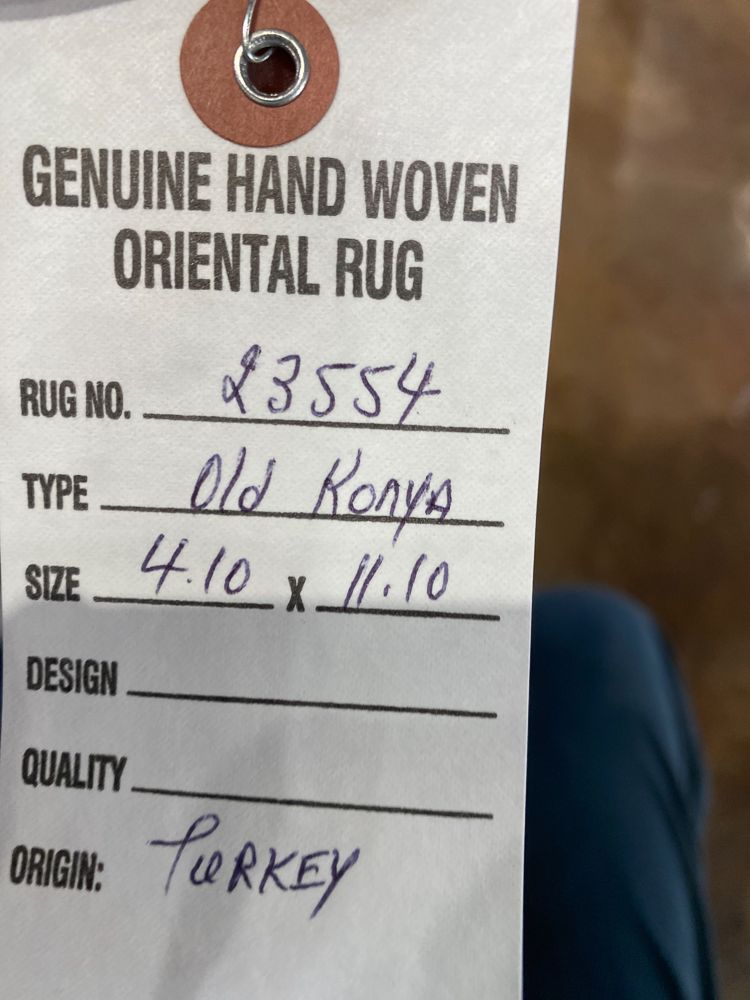 GENUINE HAND WOVEN
ORIENTAL RUG
RUG NO. 23554
TYPE Old Konya
SIZE 4.10 x 11.10
DESIGN
QUALITY
ORIGIN: TURKEY